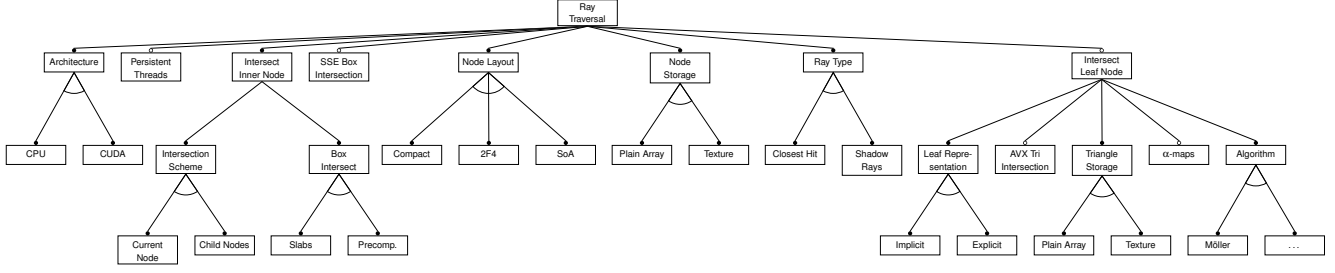 Ray
Traversal
Architecture
Persistent
Threads
Intersect
Inner Node
SSE Box
Intersection
Node Layout
Node
Storage
Ray Type
Intersect
Leaf Node
CPU
CUDA
Intersection
Scheme
Box
Intersect
Compact
2F4
SoA
Plain Array
Texture
Closest Hit
Shadow
Rays
Leaf Repre-
sentation
AVX Tri
Intersection
Triangle
Storage
α-maps
Algorithm
Current
Node
Child Nodes
Slabs
Precomp.
Implicit
Explicit
Plain Array
Texture
Möller
. . .